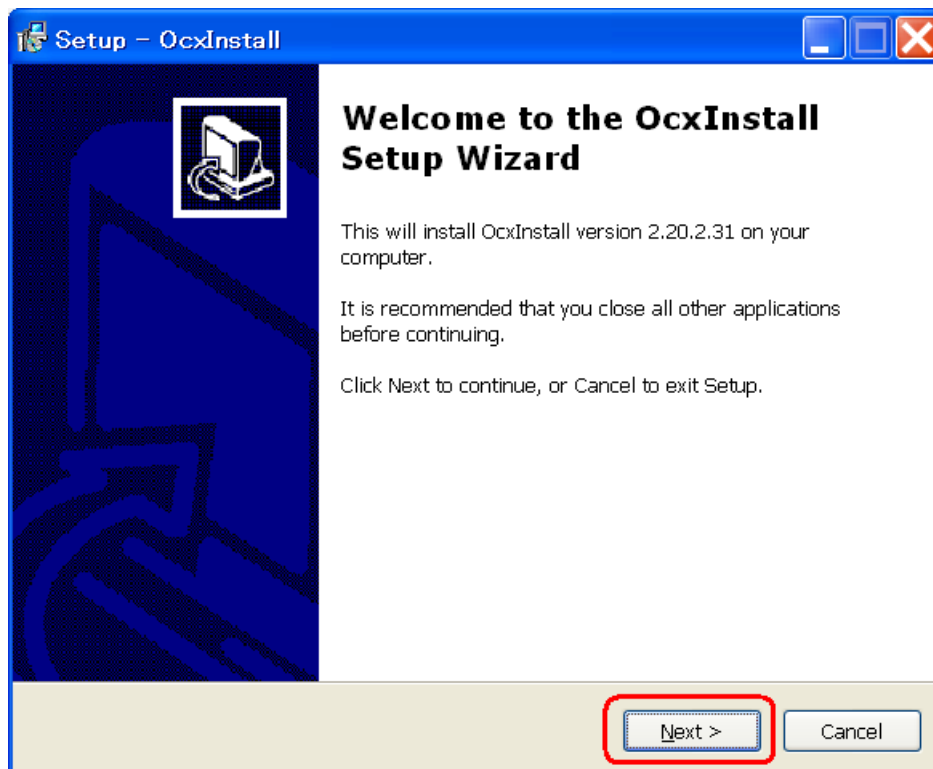 Setup - OcxInstall
Welcome to the OcxInstall
Setup Wizard
This will install OcxInstall version 2.20.2.31 on your
computer.
It is recommended that you close all other applications
before continuing.
Click Next to continue, or Cancel to exit Setup.
Next >
Cancel